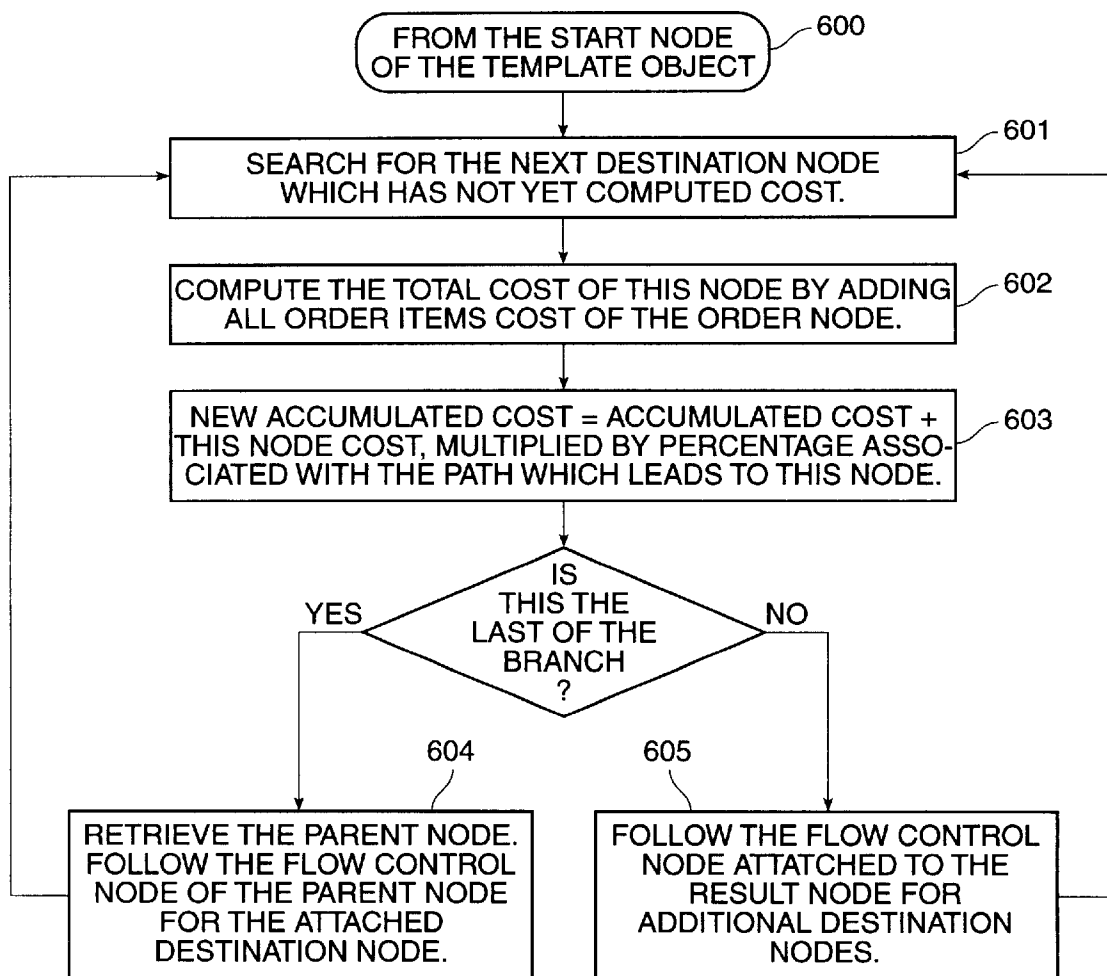 FROM THE START NODE
OF THE TEMPLATE OBJECT
600
601
SEARCH FOR THE NEXT DESTINATION NODE
WHICH HAS NOT YET COMPUTED COST.
COMPUTE THE TOTAL COST OF THIS NODE BY ADDING
ALL ORDER ITEMS COST OF THE ORDER NODE.
602
NEW ACCUMULATED COST = ACCUMULATED COST +
THIS NODE COST, MULTIPLIED BY PERCENTAGE ASSO-
CIATED WITH THE PATH WHICH LEADS TO THIS NODE.
603
IS
THIS THE
LAST OF THE
BRANCH
?
YES
NO
604
605
RETRIEVE THE PARENT NODE.
FOLLOW THE FLOW CONTROL
NODE OF THE PARENT NODE
FOR THE ATTACHED
DESTINATION NODE.
FOLLOW THE FLOW CONTROL
NODE ATTATCHED TO THE
RESULT NODE FOR
ADDITIONAL DESTINATION
NODES.